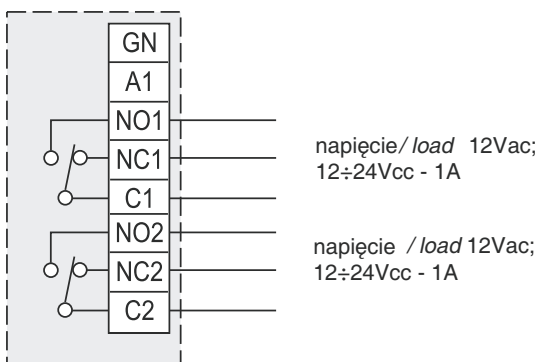 GN
A1
NO1
NC1
C1
NO2
NC2
C2
napięcie/ load 12Vac;
12÷24Vcc - 1A
napięcie / load 12Vac;
12÷24Vcc - 1A